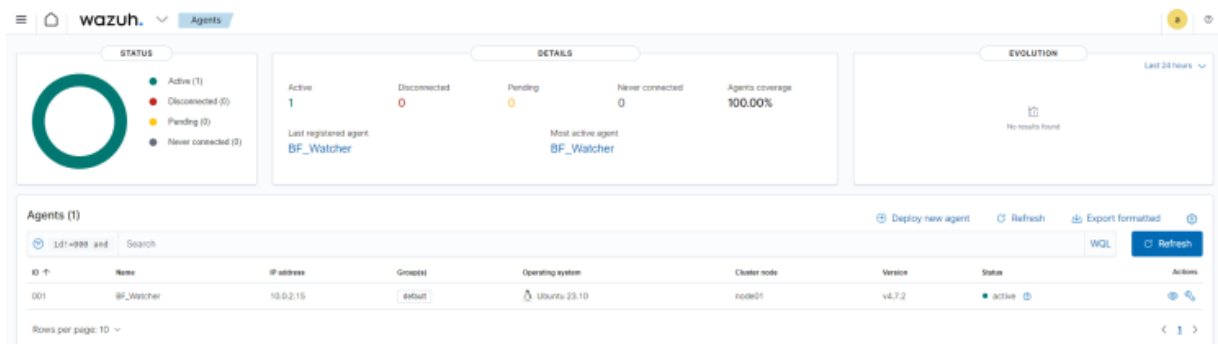 wazuh. Agents a
STATUS
Active (1)
Disconnected (0)
Pending (0)
Never connected (0)
DETAILS
Active Disconnected Pending Never connected Agents coverage
1 0 0 0 100.00%
Last registered agent Most active agent
BF_Watcher BF_Watcher
EVOLUTION
Last 24 hours
No results found
Agents (1) Deploy new agent Refresh Export formatted
id!=000 and Search WQL Refresh
ID Name IP address Group(s) Operating system Cluster node Version Status Actions
001 BF_Watcher 10.0.2.15 default Ubuntu 23.10 node01 v4.7.2 active
Rows per page: 10 1